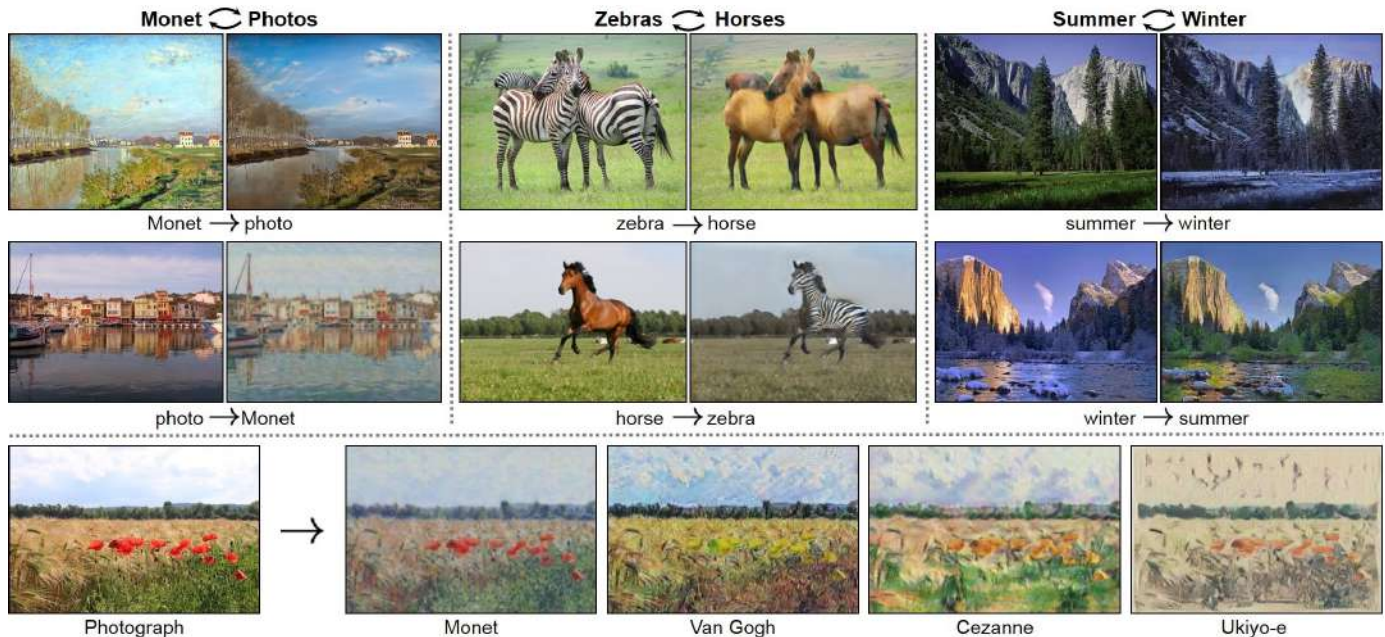 Monet Photos
Zebras Horses
Summer Winter
Monet → photo
zebra → horse
summer → winter
photo → Monet
horse → zebra
winter → summer
Photograph
Monet
Van Gogh
Cezanne
Ukiyo-e